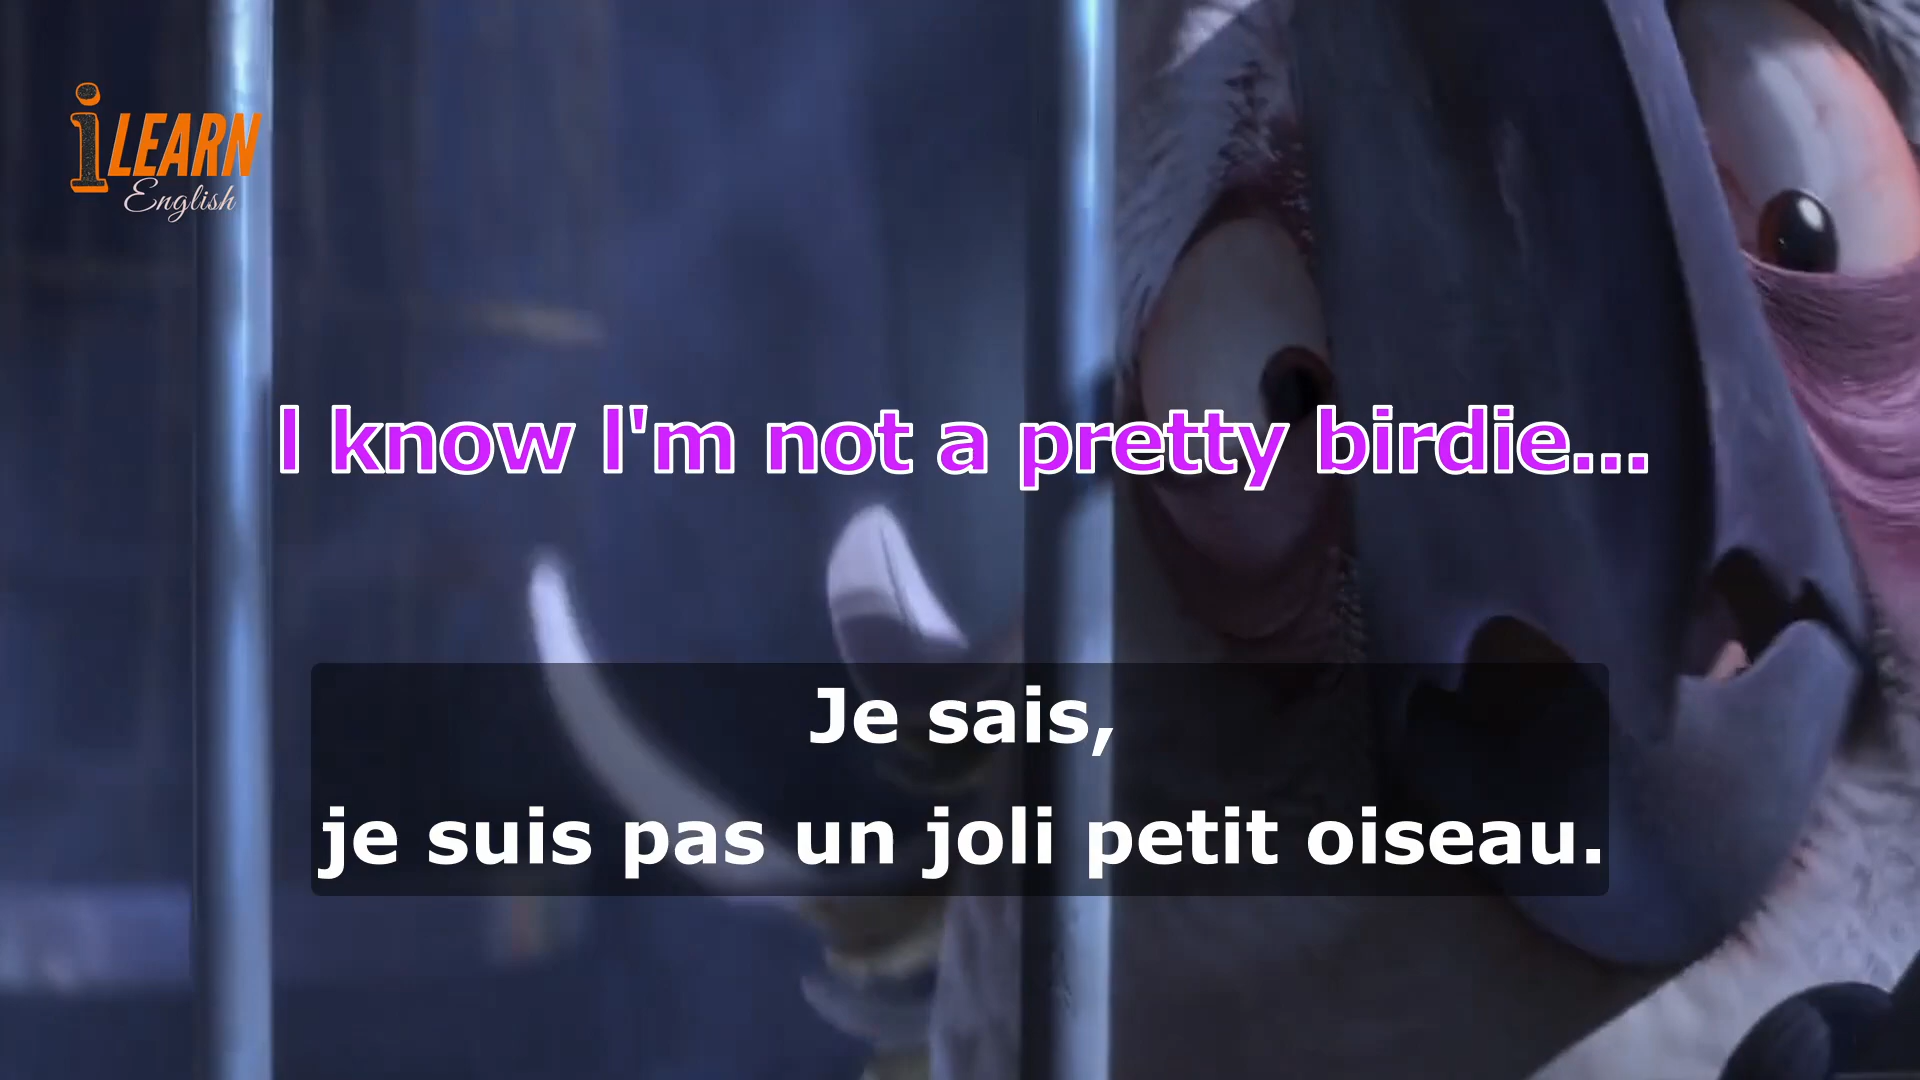 iLEARN
English
I know I'm not a pretty birdie...
Je sais,
je suis pas un joli petit oiseau.